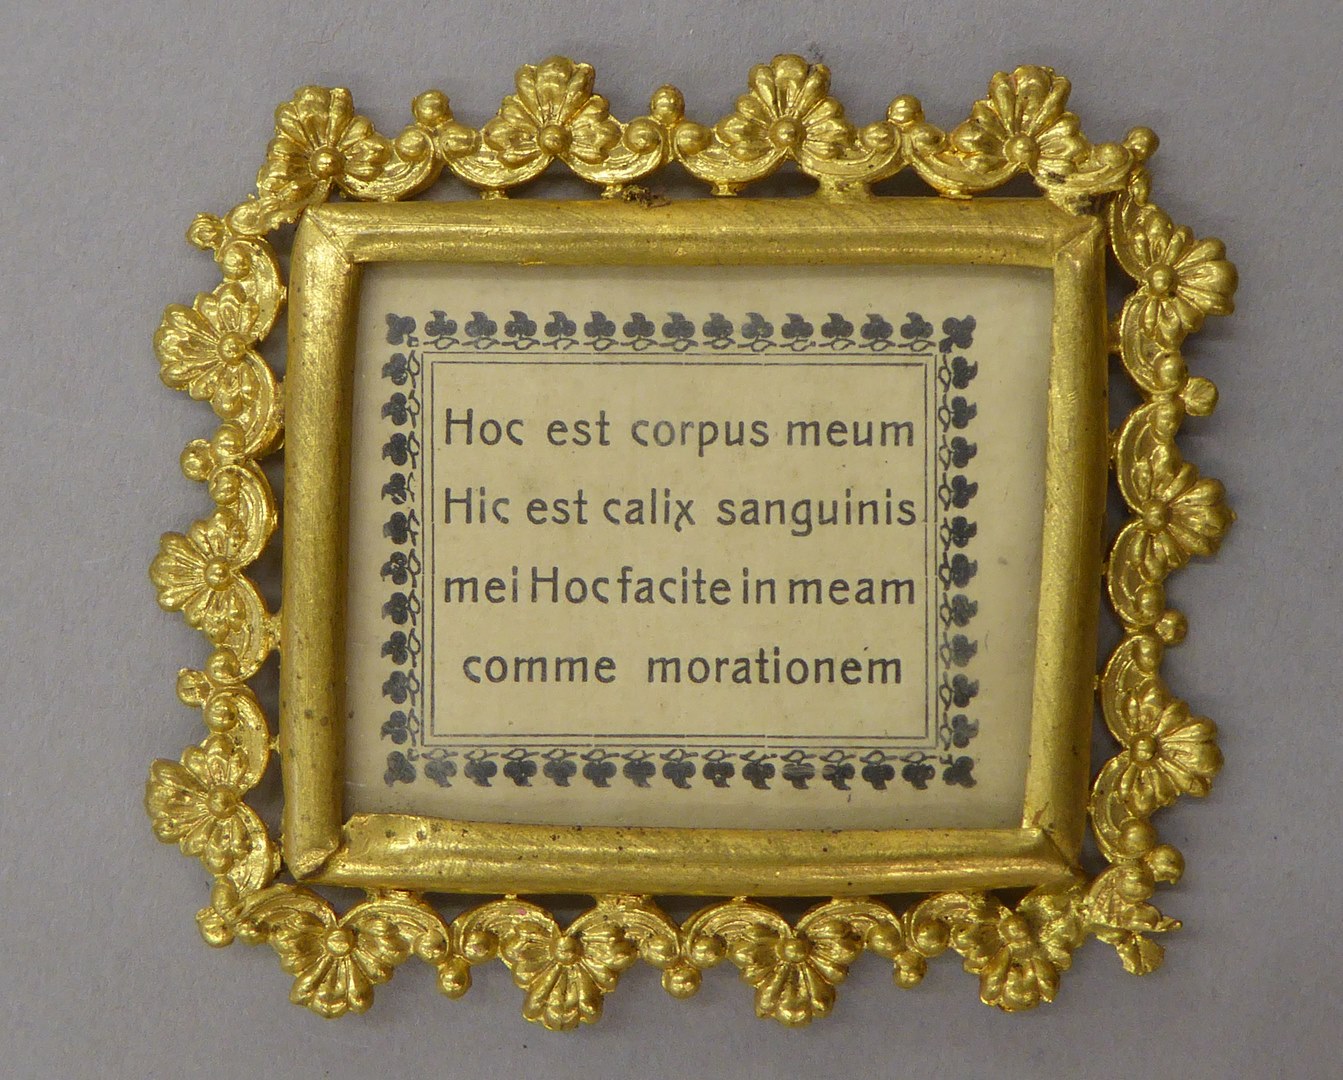 Hoc est corpus meum
Hic est calix sanguinis
mei Hoc facite in meam
comme morationem